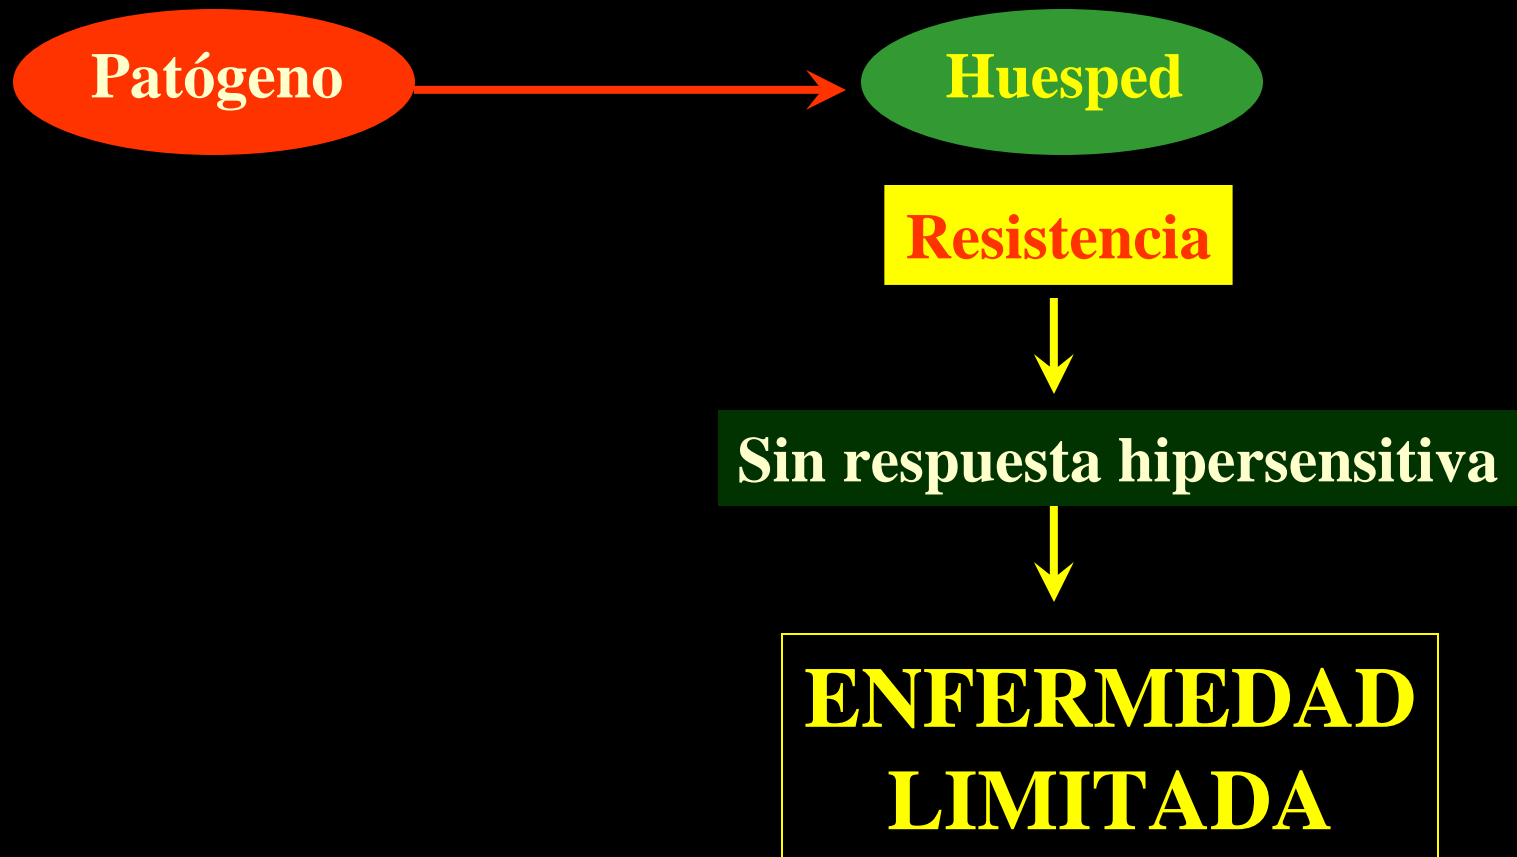 Patógeno
Huesped
Resistencia
Sin respuesta hipersensitiva
ENFERMEDAD
LIMITADA